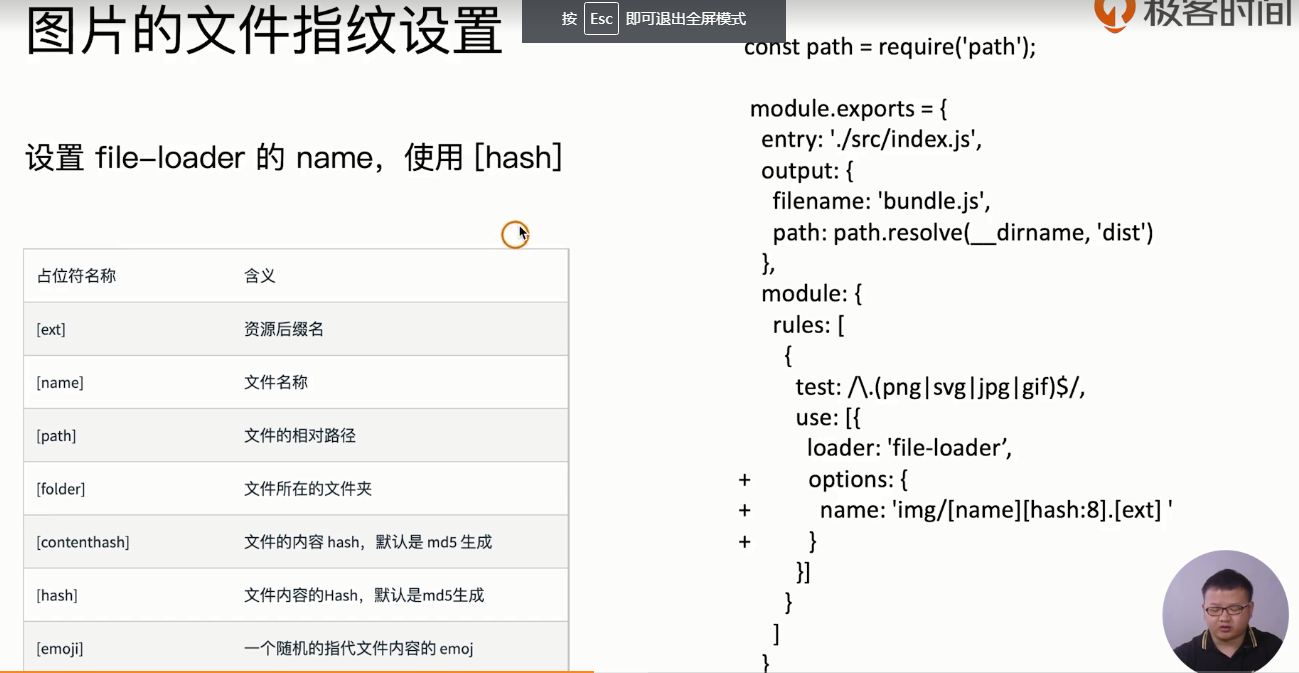 图片的文件指纹设置
按 Esc 即可退出全屏模式
极客时间
设置 file-loader 的 name，使用 [hash]
占位符名称 含义
[ext] 资源后缀名
[name] 文件名称
[path] 文件的相对路径
[folder] 文件所在的文件夹
[contenthash] 文件的内容 hash，默认是 md5 生成
[hash] 文件内容的Hash，默认是md5生成
[emoji] 一个随机的指代文件内容的 emoj
const path = require('path');
module.exports = {
entry: './src/index.js',
output: {
filename: 'bundle.js',
path: path.resolve(__dirname, 'dist')
},
module: {
rules: [
{
test: /\.(png|svg|jpg|gif)$/,
use: [{
loader: 'file-loader’,
+ options: {
+ name: 'img/[name][hash:8].[ext] '
+ }
}]
}
]
}